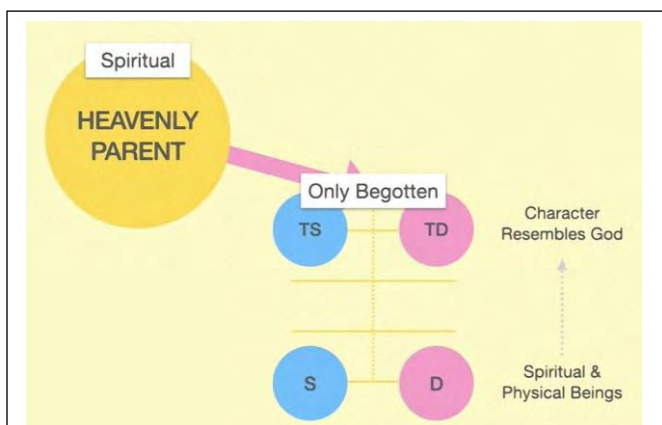 Spiritual
HEAVENLY
PARENT
Only Begotten
TS
TD
Character
Resembles God
S
D
Spiritual &
Physical Beings